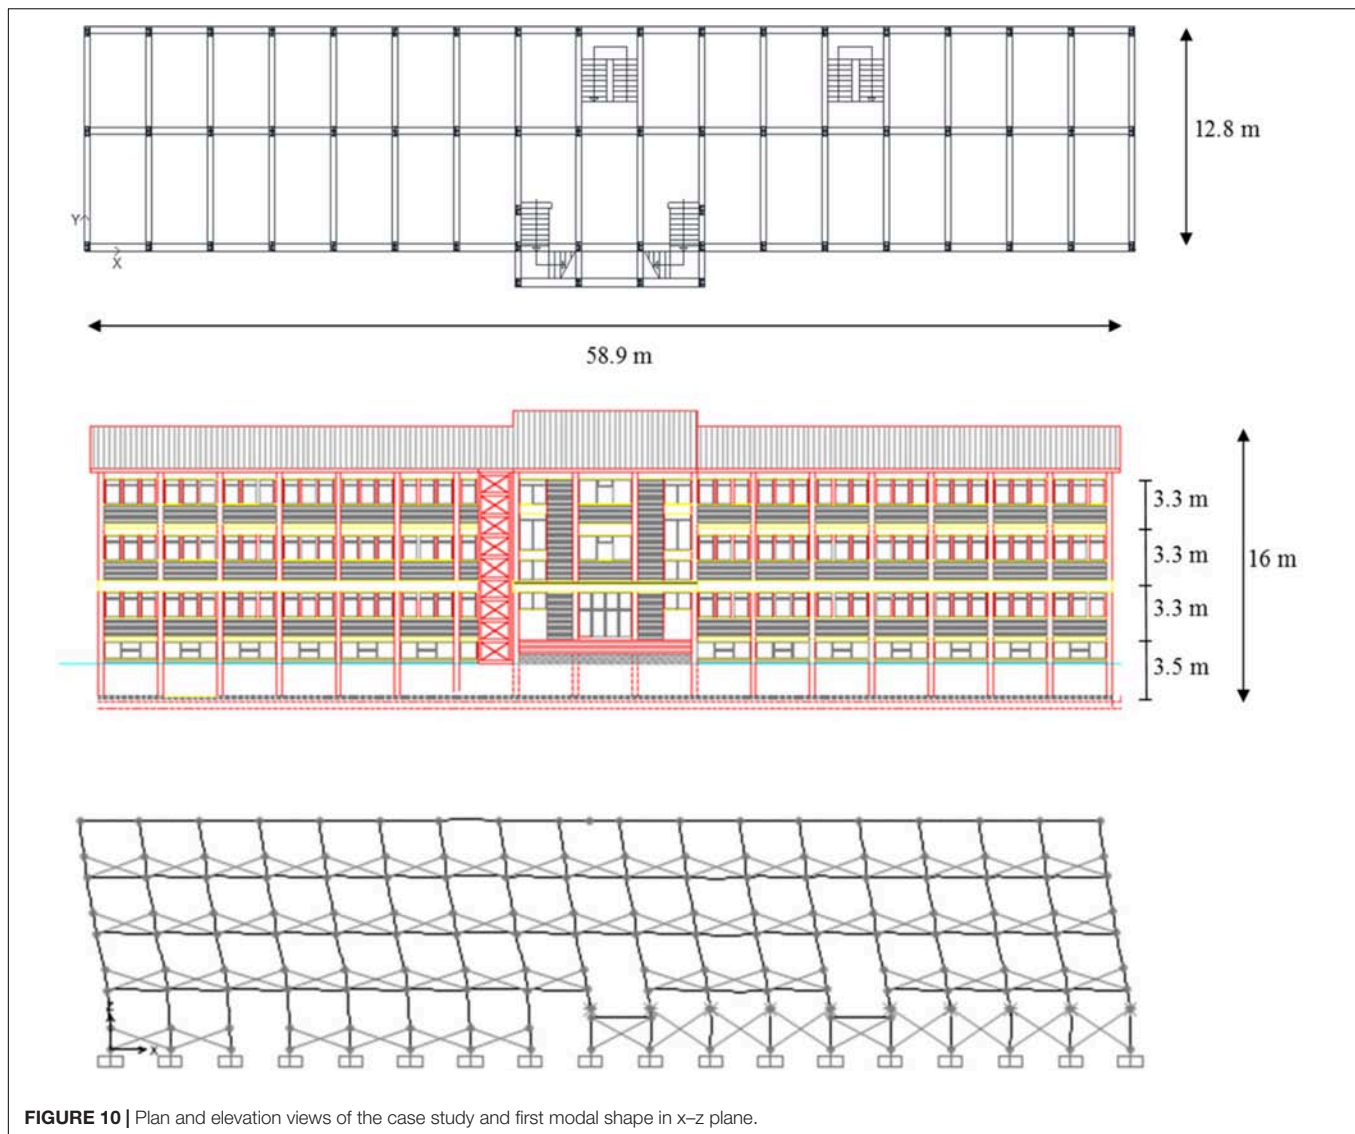 12.8 m
Y
X
58.9 m
3.3 m
3.3 m
16 m
3.3 m
3.5 m
Z
X
FIGURE 10 | Plan and elevation views of the case study and first modal shape in x–z plane.